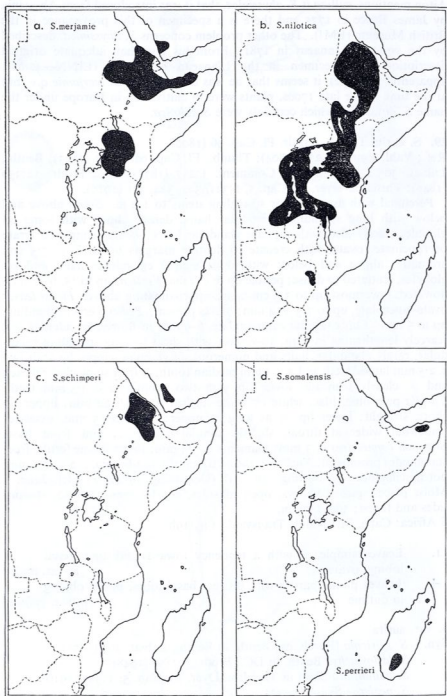 a. S.merjamie
b. S.nilotica
c. S.schimperi
d. S.somalensis
S.perrieri